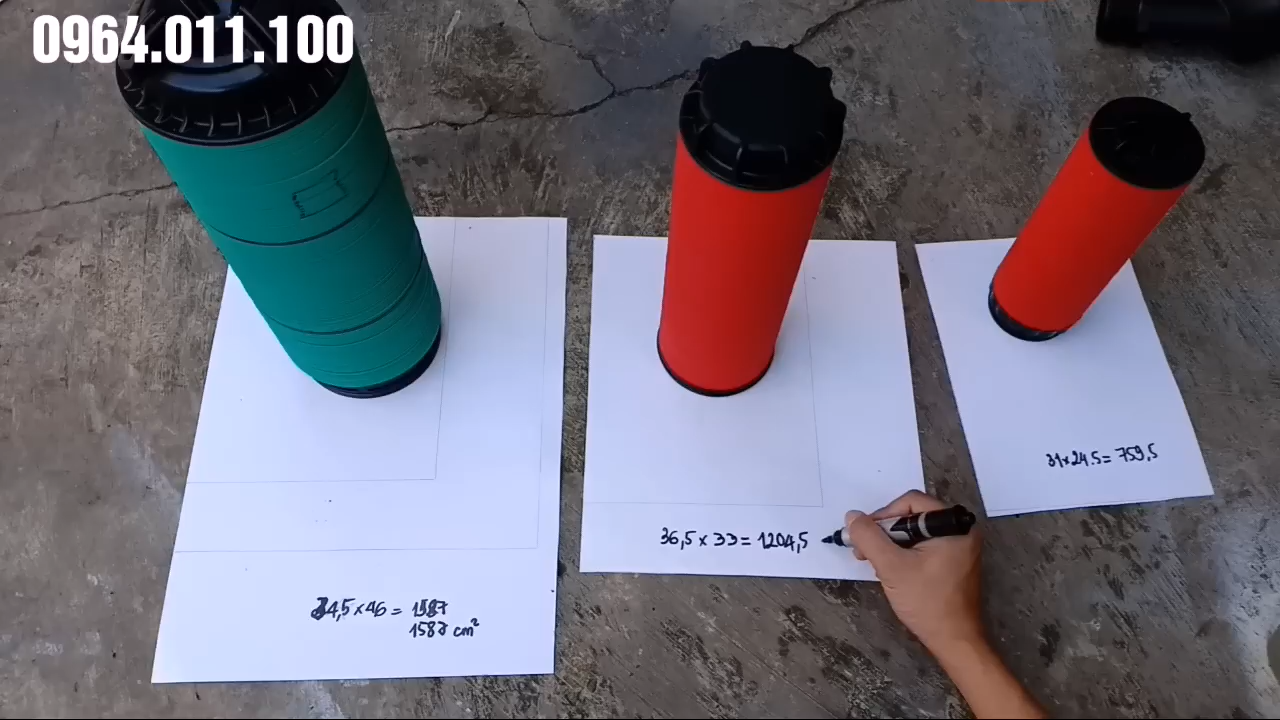 0964.011.100
34,5 x 46 = 1587
1587 cm²
36,5 x 33 = 1204,5
31 x 24.5 = 759,5